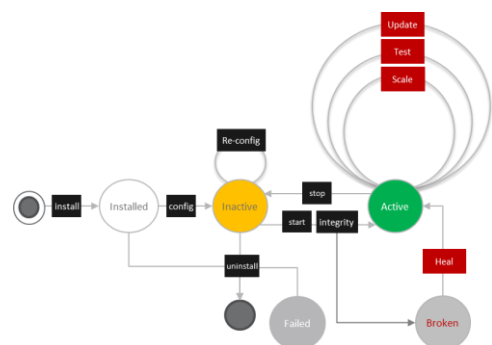 Update
Test
Scale
Re-config
install
Installed
config
Inactive
stop
start
integrity
Active
uninstall
Heal
Failed
Broken